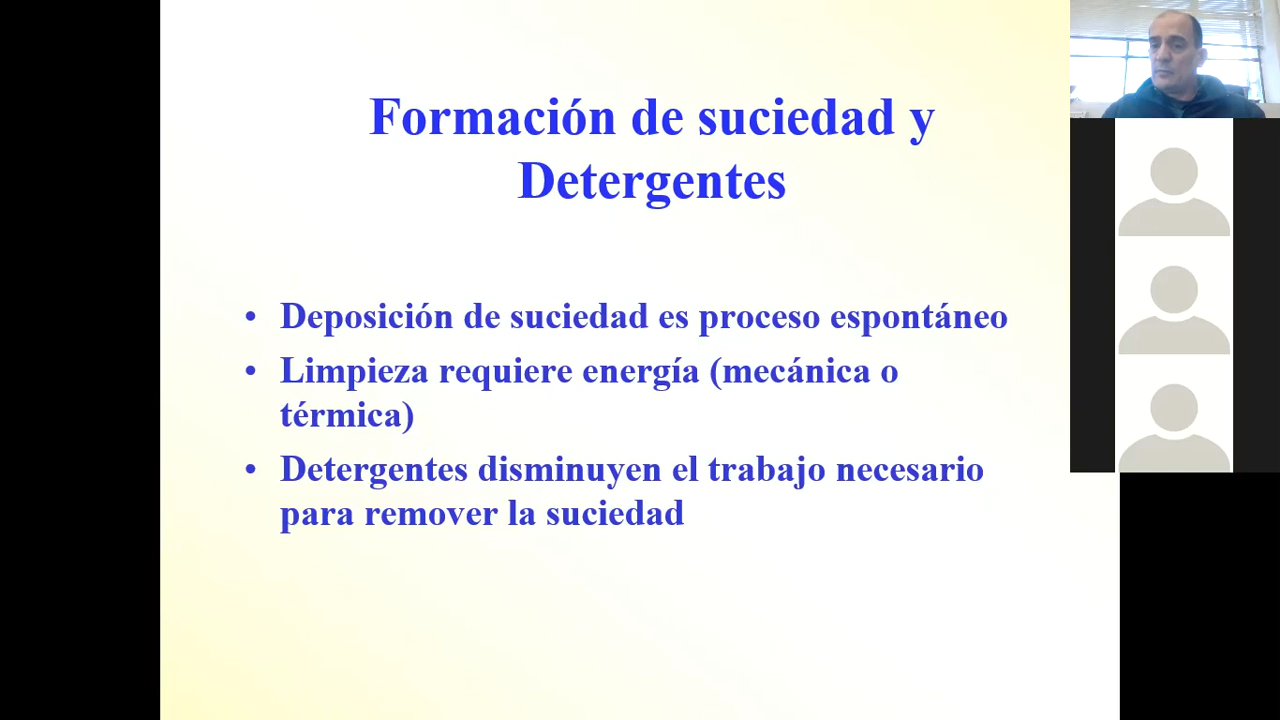 Formación de suciedad y
Detergentes
• Deposición de suciedad es proceso espontáneo
• Limpieza requiere energía (mecánica o
térmica)
• Detergentes disminuyen el trabajo necesario
para remover la suciedad